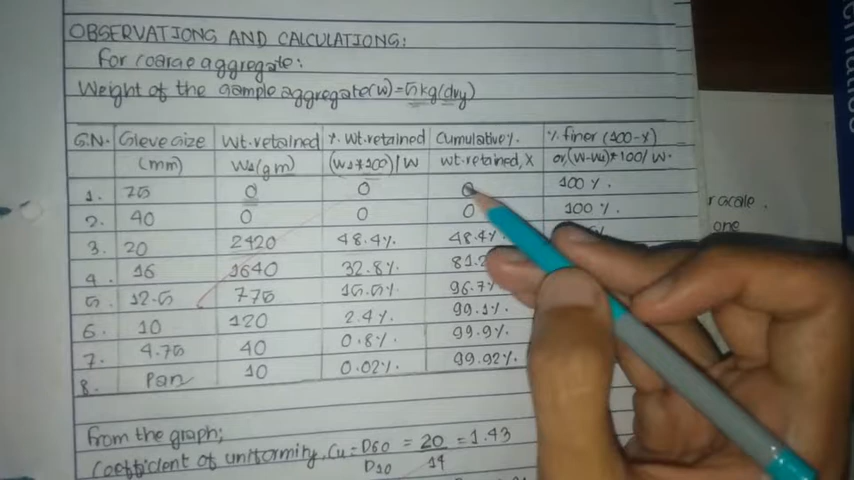 OBSERVATIONS AND CALCULATIONS:
For coarse aggregate:
Weight of the sample aggregate(W)=5kg(dry)
S.N. Sieve size Wt.retained %.wt.retained Cumulative%. %.finer (100-X)
(mm) W1(gm) (W1*100)/W wt.retained,X or,(W-W1)*100/W.
1. 75 0 0 0 100%.
2. 40 0 0 0 100%.
3. 20 2420 48.4%. 48.4%.
4. 16 1640 32.8%. 81.2
5. 12.5 775 15.5% 96.7%
6. 10 120 2.4%. 99.1%
7. 4.75 40 0.8%. 99.9%.
8. Pan 10 0.02%. 99.92%.
r scale.
one
From the graph;
Coefficient of uniformity, Cu = D60 = 20 = 1.43
D10 14